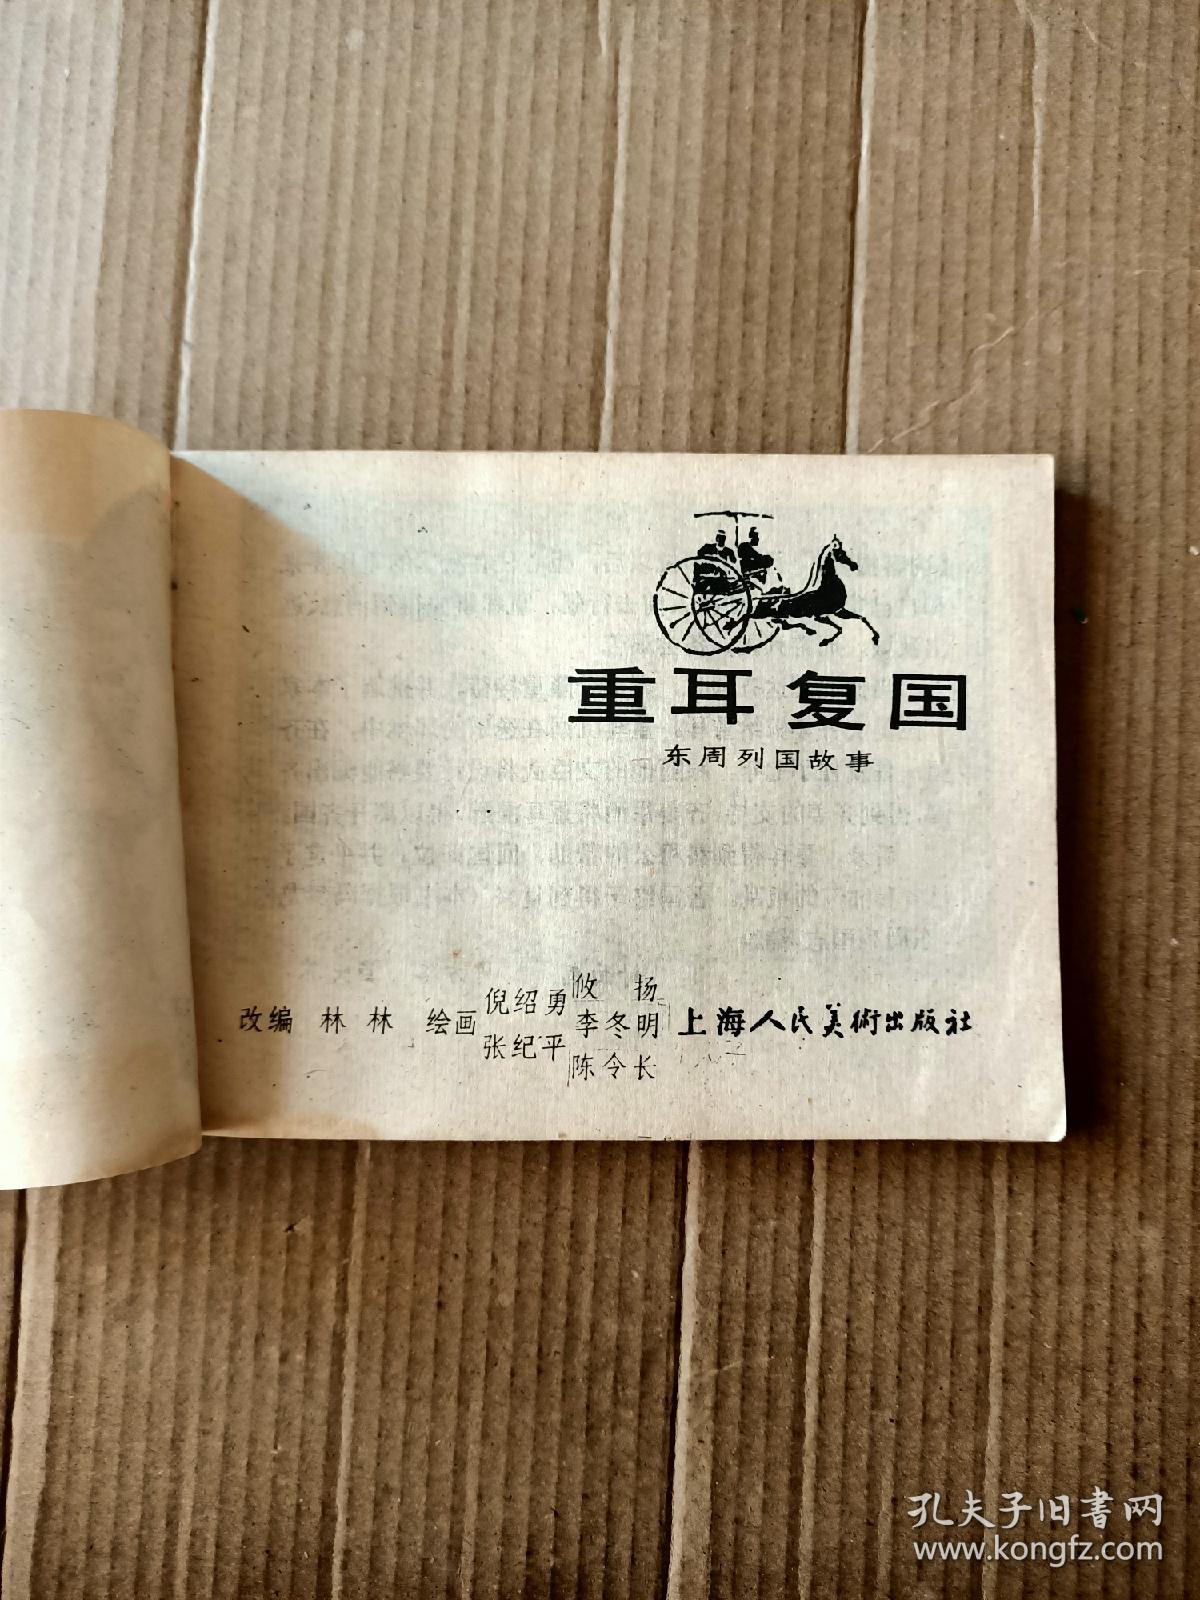 重耳复国
东周列国故事
改编 林林 绘画 倪绍勇 张纪平 攸扬 李冬明 陈令长 上海人民美術出版社
孔夫子旧書网
www.kongfz.com